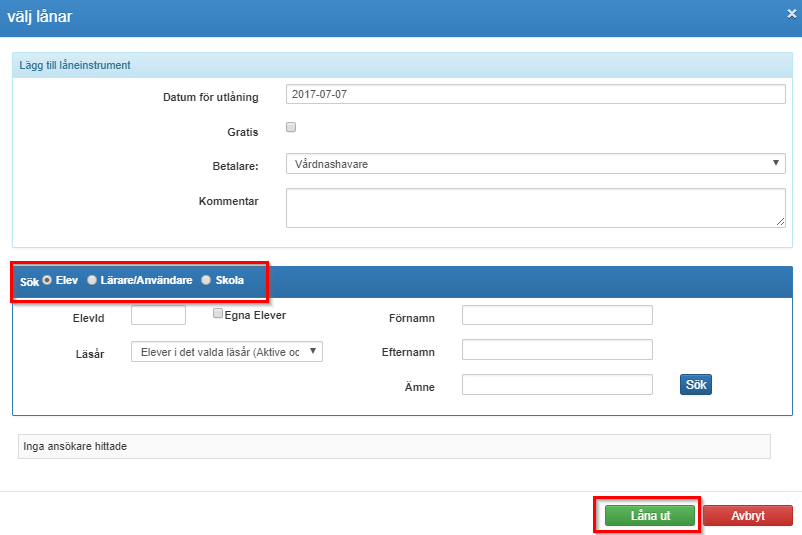 välj lånar ×
Lägg till låneinstrument
Datum för utlåning 2017-07-07
Gratis
Betalare: Vårdnashavare
Kommentar
Sök Elev Lärare/Användare Skola
ElevId Egna Elever Förnamn
Läsår Elever i det valda läsår (Aktive oc Efternamn
Ämne Sök
Inga ansökare hittade
Låna ut Avbryt